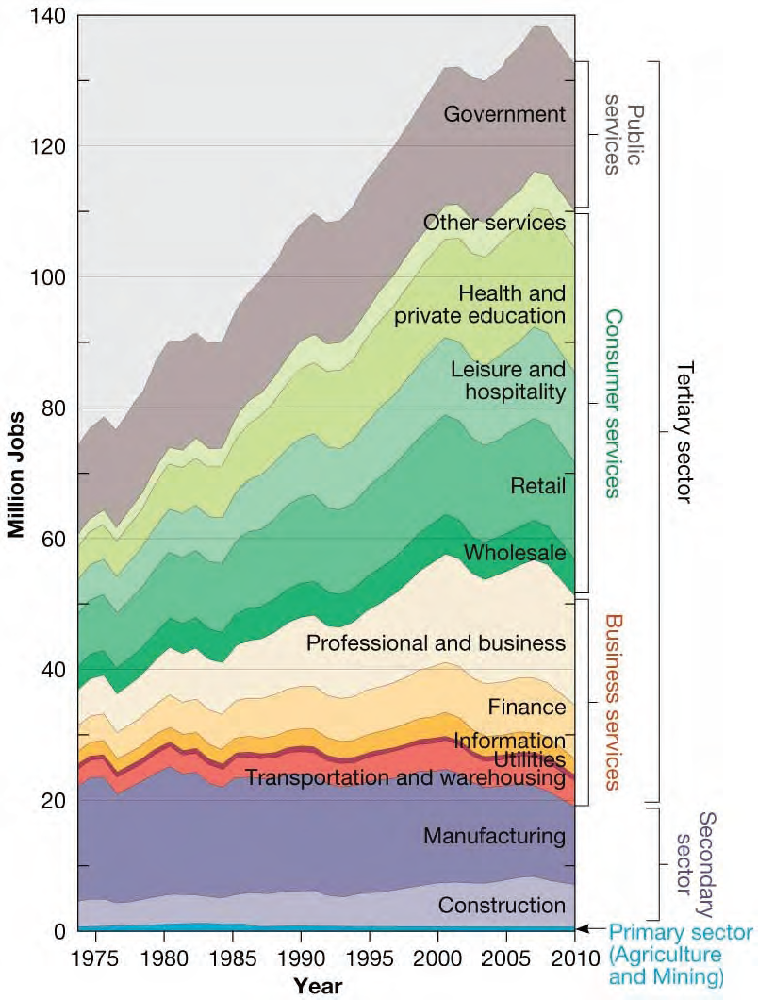 140
120
100
80
60
40
20
0
Million Jobs
Government
Other services
Health and
private education
Leisure and
hospitality
Retail
Wholesale
Professional and business
Finance
Information
Utilities
Transportation and warehousing
Manufacturing
Construction
Public
services
Consumer services
Business services
Tertiary sector
Secondary
sector
Primary sector
(Agriculture
and Mining)
1975 1980 1985 1990 1995 2000 2005 2010
Year